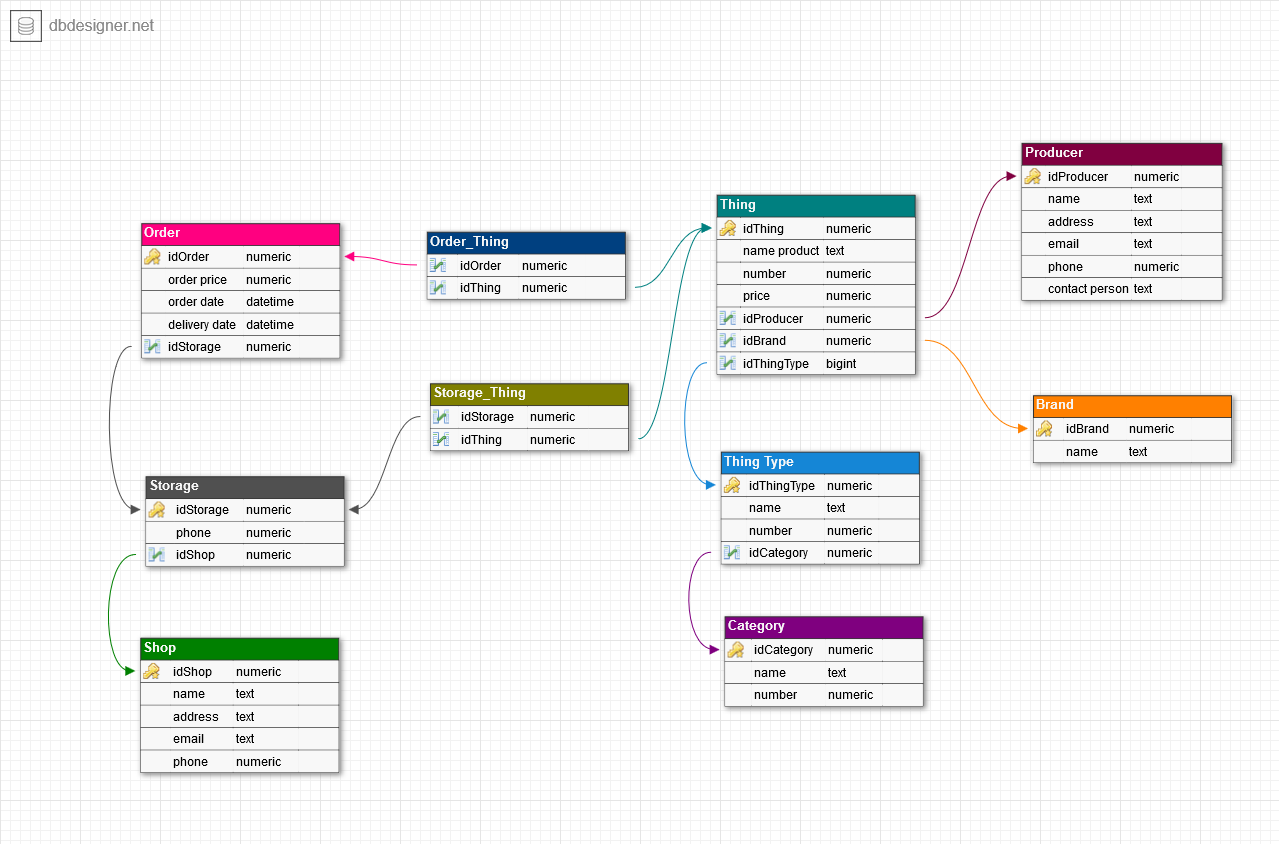 dbdesigner.net
Order
idOrder numeric
order price numeric
order date datetime
delivery date datetime
idStorage numeric
Order_Thing
idOrder numeric
idThing numeric
Storage_Thing
idStorage numeric
idThing numeric
Storage
idStorage numeric
phone numeric
idShop numeric
Shop
idShop numeric
name text
address text
email text
phone numeric
Thing
idThing numeric
name product text
number numeric
price numeric
idProducer numeric
idBrand numeric
idThingType bigint
Thing Type
idThingType numeric
name text
number numeric
idCategory numeric
Category
idCategory numeric
name text
number numeric
Producer
idProducer numeric
name text
address text
email text
phone numeric
contact person text
Brand
idBrand numeric
name text